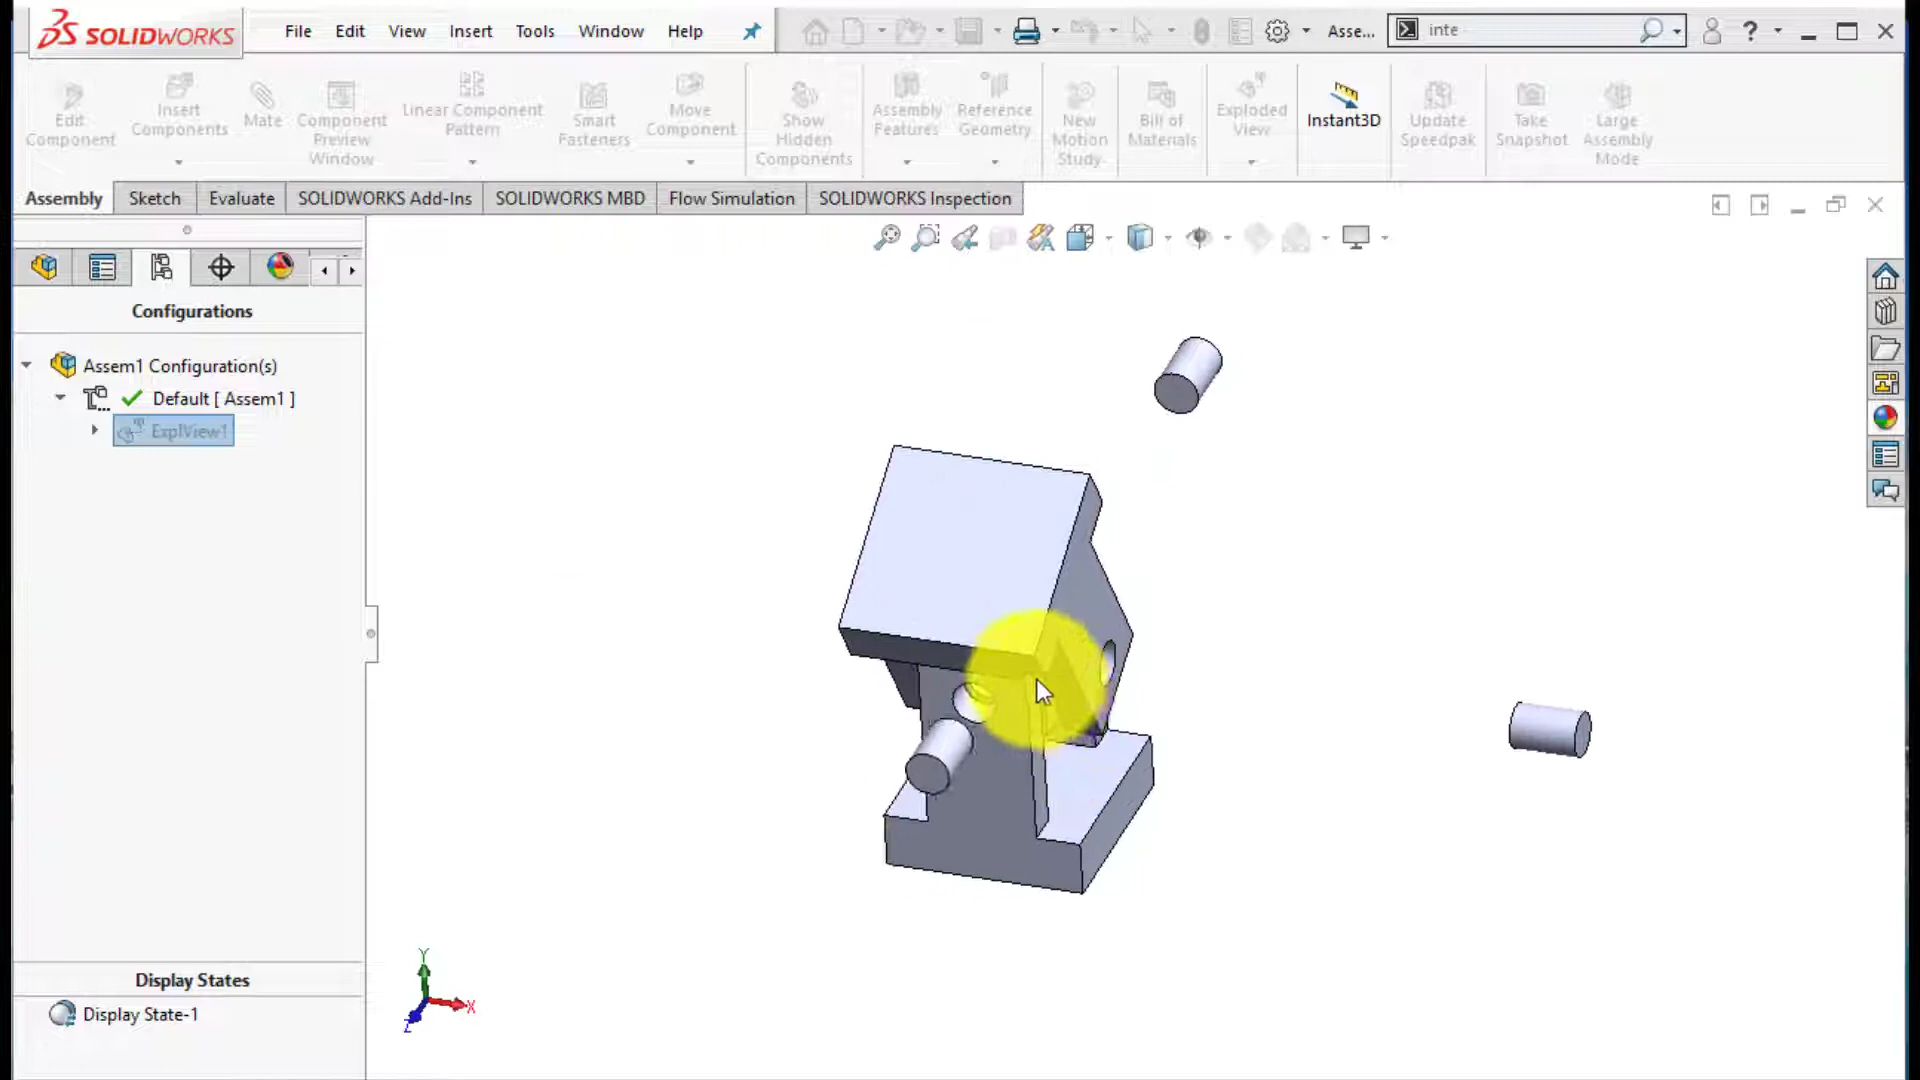 SOLIDWORKS File Edit View Insert Tools Window Help Asse... inte ?
Edit Component
Insert Components
Mate
Component Preview Window
Linear Component Pattern
Smart Fasteners
Move Component
Show Hidden Components
Assembly Features
Reference Geometry
New Motion Study
Bill of Materials
Exploded View
Instant3D
Update Speedpak
Take Snapshot
Large Assembly Mode
Assembly Sketch Evaluate SOLIDWORKS Add-Ins SOLIDWORKS MBD Flow Simulation SOLIDWORKS Inspection
Configurations
Assem1 Configuration(s)
Default [ Assem1 ]
ExplView1
Y
X
Z
Display States
Display State-1